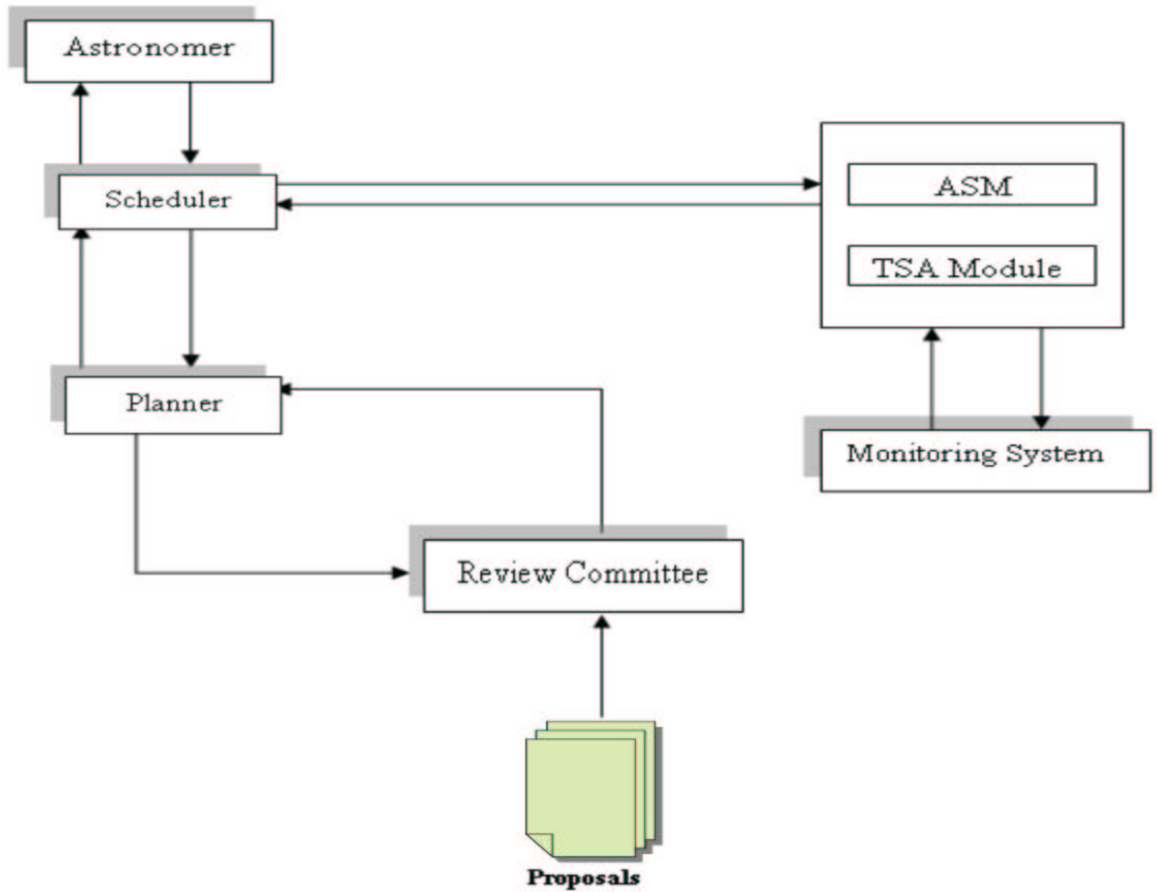 Astronomer
Scheduler
ASM
TSA Module
Planner
Monitoring System
Review Committee
Proposals